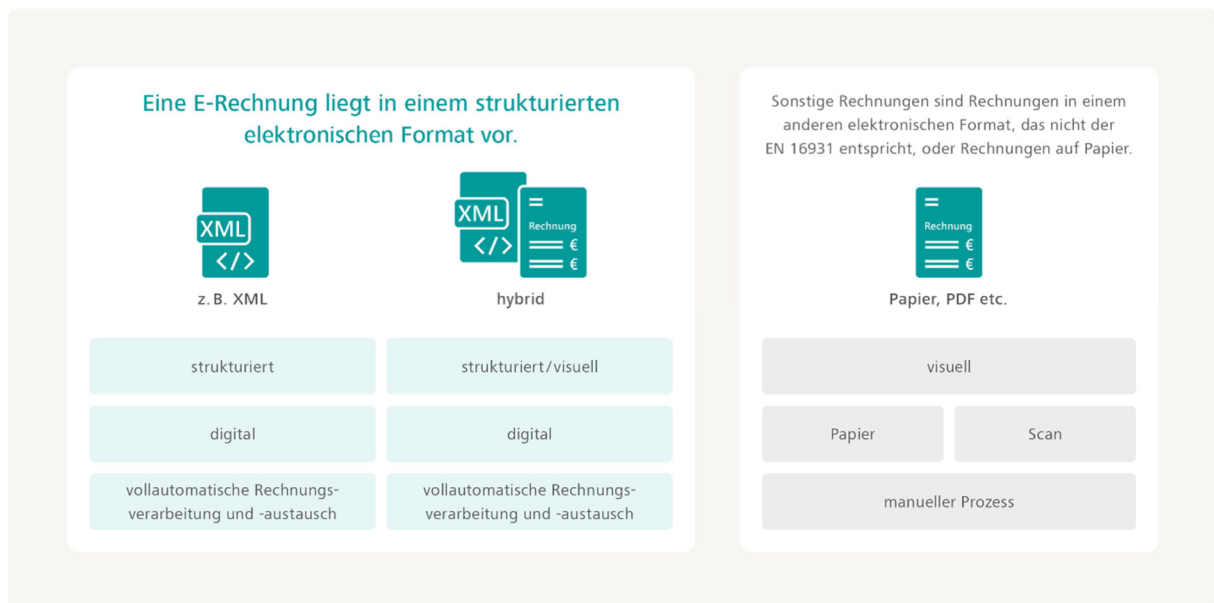 Eine E-Rechnung liegt in einem strukturierten
elektronischen Format vor.
XML
</>
z. B. XML
XML
</>
Rechnung
€
€
hybrid
strukturiert
strukturiert/visuell
digital
digital
vollautomatische Rechnungs-
verarbeitung und -austausch
vollautomatische Rechnungs-
verarbeitung und -austausch
Sonstige Rechnungen sind Rechnungen in einem
anderen elektronischen Format, das nicht der
EN 16931 entspricht, oder Rechnungen auf Papier.
Rechnung
€
€
Papier, PDF etc.
visuell
Papier
Scan
manueller Prozess